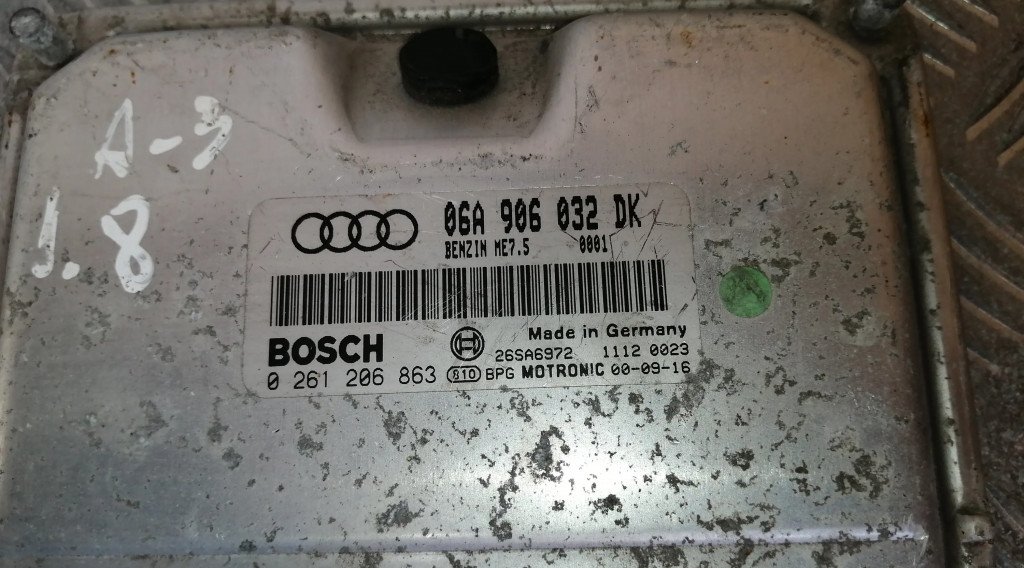 A-3
1.8
06A 906 032 DK
BENZIN ME7.5 0001
BOSCH
Made in Germany
26SA6972 1112 0023
0 261 206 863 BPG MOTRONIC 00-09-16